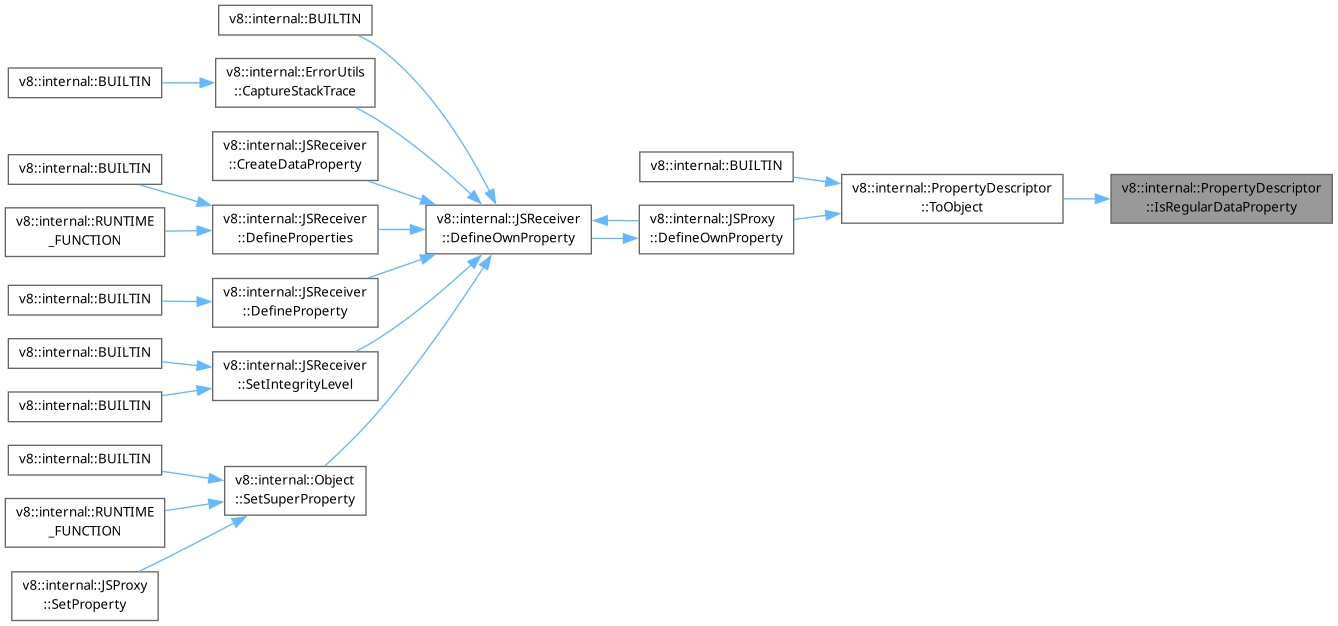 v8::internal::BUILTIN
v8::internal::ErrorUtils
::CaptureStackTrace
v8::internal::BUILTIN
v8::internal::JSReceiver
::CreateDataProperty
v8::internal::BUILTIN
v8::internal::BUILTIN
v8::internal::PropertyDescriptor
::ToObject
v8::internal::PropertyDescriptor
::IsRegularDataProperty
v8::internal::RUNTIME
_FUNCTION
v8::internal::JSReceiver
::DefineProperties
v8::internal::JSReceiver
::DefineOwnProperty
v8::internal::JSProxy
::DefineOwnProperty
v8::internal::BUILTIN
v8::internal::JSReceiver
::DefineProperty
v8::internal::BUILTIN
v8::internal::JSReceiver
::SetIntegrityLevel
v8::internal::BUILTIN
v8::internal::BUILTIN
v8::internal::Object
::SetSuperProperty
v8::internal::RUNTIME
_FUNCTION
v8::internal::JSProxy
::SetProperty